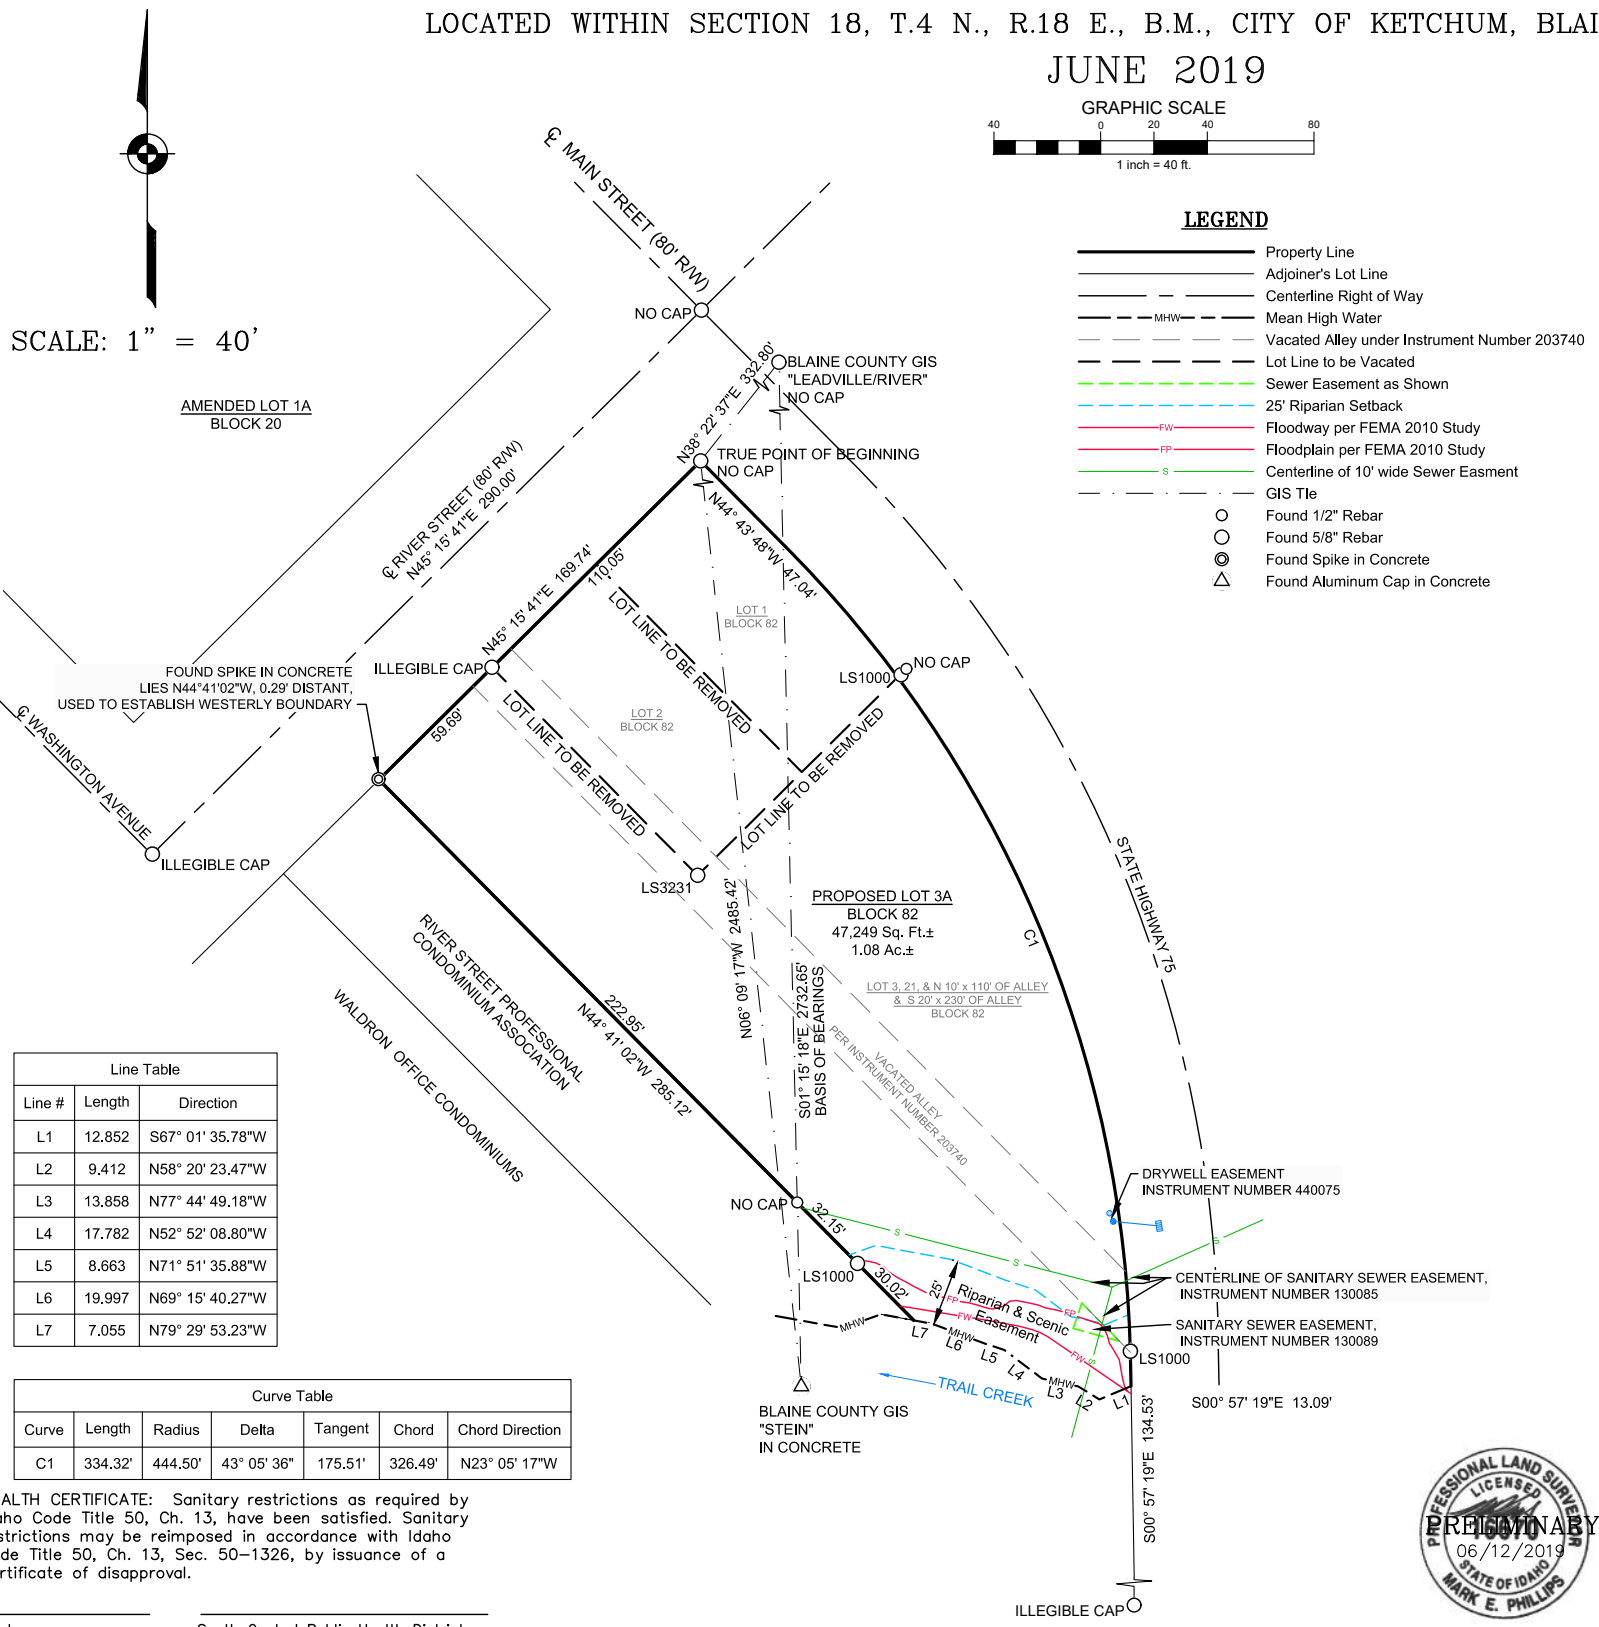 LOCATED WITHIN SECTION 18, T.4 N., R.18 E., B.M., CITY OF KETCHUM, BLAI
JUNE 2019
GRAPHIC SCALE
40 0 20 40 80
1 inch = 40 ft.
SCALE: 1" = 40'
LEGEND
Property Line
Adjoiner's Lot Line
Centerline Right of Way
MHW Mean High Water
Vacated Alley under Instrument Number 203740
Lot Line to be Vacated
Sewer Easement as Shown
25' Riparian Setback
FW Floodway per FEMA 2010 Study
FP Floodplain per FEMA 2010 Study
S Centerline of 10' wide Sewer Easment
GIS Tie
Found 1/2" Rebar
Found 5/8" Rebar
Found Spike in Concrete
Found Aluminum Cap in Concrete
AMENDED LOT 1A
BLOCK 20
℄ MAIN STREET (80' R/W)
NO CAP
BLAINE COUNTY GIS
"LEADVILLE/RIVER"
NO CAP
N38° 22' 37"E 332.80'
TRUE POINT OF BEGINNING
NO CAP
℄ RIVER STREET (80' R/W)
N45° 15' 41"E 290.00'
N45° 15' 41"E 169.74'
110.05'
N44° 43' 48"W 47.04'
LOT 1
BLOCK 82
LOT LINE TO BE REMOVED
ILLEGIBLE CAP
FOUND SPIKE IN CONCRETE
LIES N44°41'02"W, 0.29' DISTANT,
USED TO ESTABLISH WESTERLY BOUNDARY
59.69'
LOT 2
BLOCK 82
LOT LINE TO BE REMOVED
LOT LINE TO BE REMOVED
NO CAP
LS1000
℄ WASHINGTON AVENUE
ILLEGIBLE CAP
LS3231
STATE HIGHWAY 75
PROPOSED LOT 3A
BLOCK 82
47,249 Sq. Ft.±
1.08 Ac.±
C1
N06° 09' 17"W 2485.42'
S01° 15' 18"E 2732.65'
BASIS OF BEARINGS
LOT 3, 21, & N 10' x 110' OF ALLEY
& S 20' x 230' OF ALLEY
BLOCK 82
VACATED ALLEY
PER INSTRUMENT NUMBER 203740
RIVER STREET PROFESSIONAL
CONDOMINIUM ASSOCIATION
WALDRON OFFICE CONDOMINIUMS
222.95'
N44° 41' 02"W 285.12'
Line Table
Line # Length Direction
L1 12.852 S67° 01' 35.78"W
L2 9.412 N58° 20' 23.47"W
L3 13.858 N77° 44' 49.18"W
L4 17.782 N52° 52' 08.80"W
L5 8.663 N71° 51' 35.88"W
L6 19.997 N69° 15' 40.27"W
L7 7.055 N79° 29' 53.23"W
DRYWELL EASEMENT
INSTRUMENT NUMBER 440075
NO CAP
32.15'
S
S
S
S
LS1000
30.02'
25'
Riparian & Scenic
Easement
FP
FP
FW
FW
MHW
MHW
MHW
L7
L6
L5
L4
L3
L2
L1
CENTERLINE OF SANITARY SEWER EASEMENT,
INSTRUMENT NUMBER 130085
SANITARY SEWER EASEMENT,
INSTRUMENT NUMBER 130089
LS1000
TRAIL CREEK
S00° 57' 19"E 13.09'
S00° 57' 19"E 134.53'
BLAINE COUNTY GIS
"STEIN"
IN CONCRETE
ILLEGIBLE CAP
Curve Table
Curve Length Radius Delta Tangent Chord Chord Direction
C1 334.32' 444.50' 43° 05' 36" 175.51' 326.49' N23° 05' 17"W
ALTH CERTIFICATE: Sanitary restrictions as required by
aho Code Title 50, Ch. 13, have been satisfied. Sanitary
strictions may be reimposed in accordance with Idaho
de Title 50, Ch. 13, Sec. 50–1326, by issuance of a
rtificate of disapproval.
PROFESSIONAL LAND SURVEYOR
LICENSED
PRELIMINARY
06/12/2019
STATE OF IDAHO
MARK E. PHILLIPS